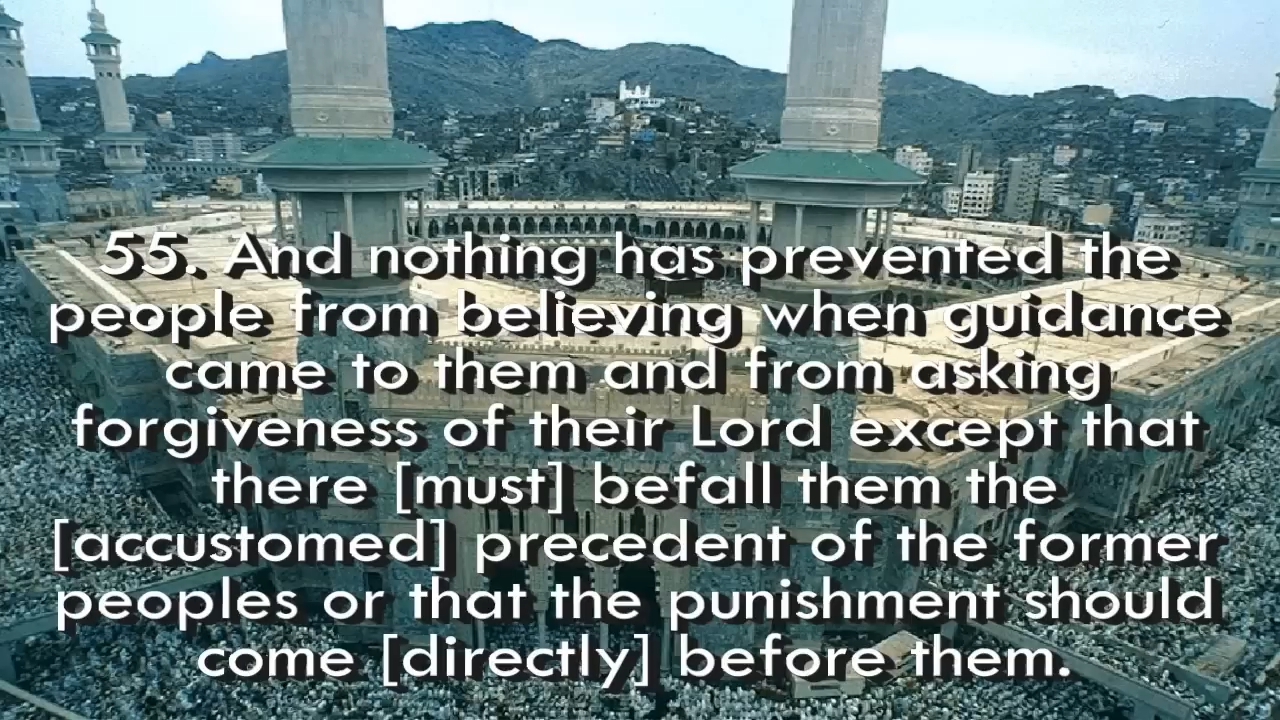 55. And nothing has prevented the
people from believing when guidance
came to them and from asking
forgiveness of their Lord except that
there [must] befall them the
[accustomed] precedent of the former
peoples or that the punishment should
come [directly] before them.